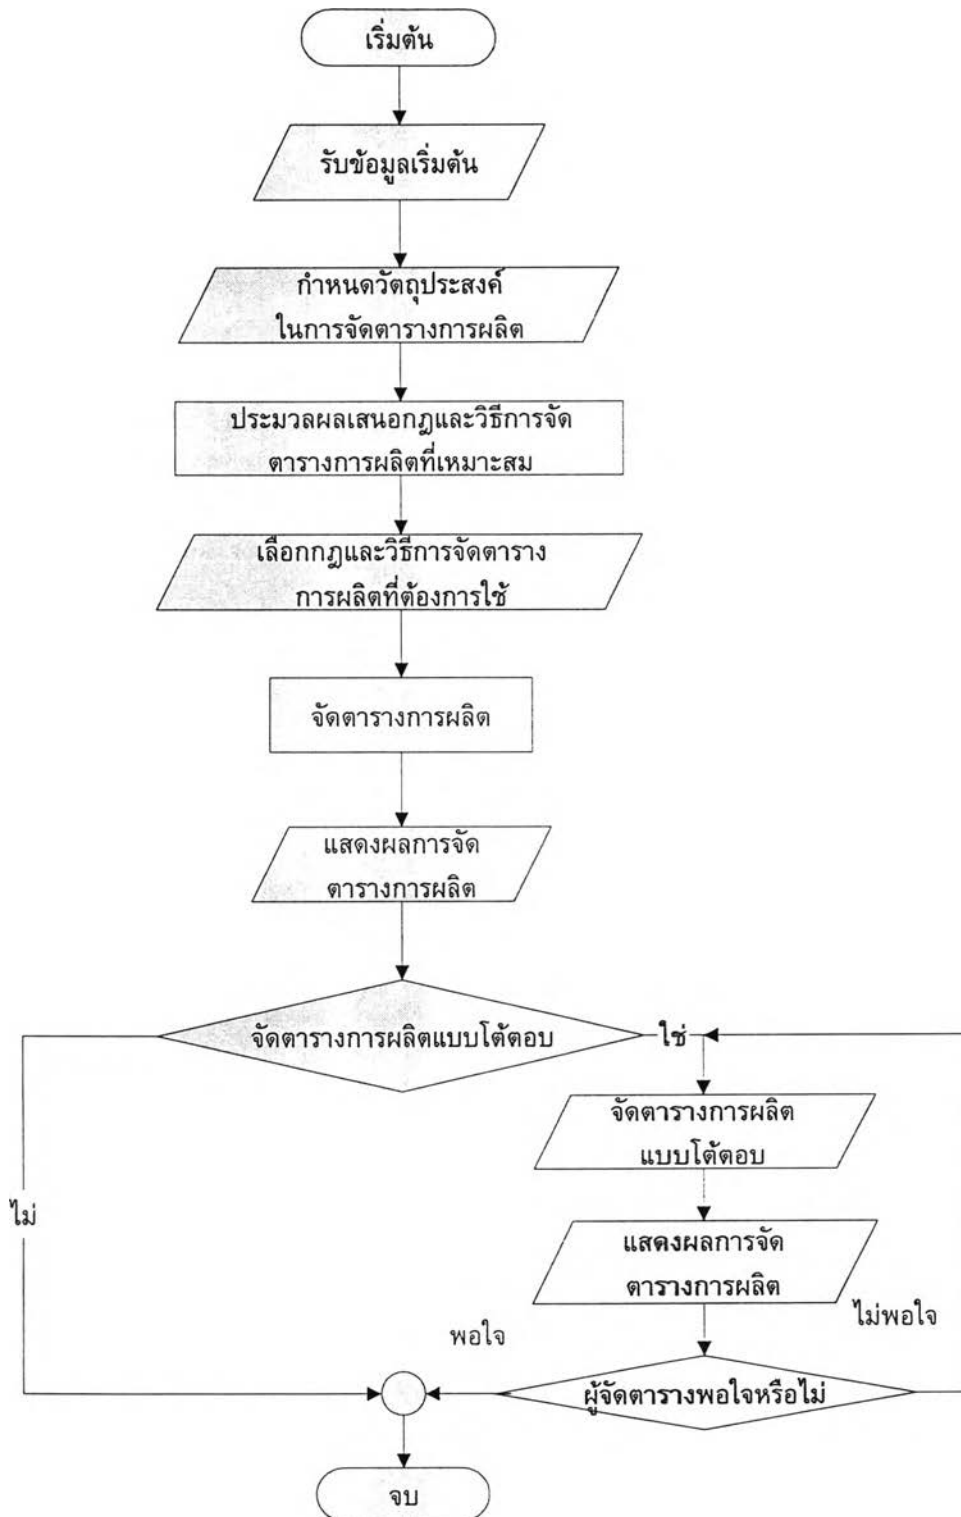 เริ่มต้น
รับข้อมูลเริ่มต้น
กำหนดวัตถุประสงค์
ในการจัดตารางการผลิต
ประมวลผลเสนอกฎและวิธีการจัด
ตารางการผลิตที่เหมาะสม
เลือกกฎและวิธีการจัดตาราง
การผลิตที่ต้องการใช้
จัดตารางการผลิต
แสดงผลการจัด
ตารางการผลิต
จัดตารางการผลิตแบบโต้ตอบ
ใช่
จัดตารางการผลิต
แบบโต้ตอบ
ไม่
แสดงผลการจัด
ตารางการผลิต
ไม่พอใจ
พอใจ
ผู้จัดตารางพอใจหรือไม่
จบ